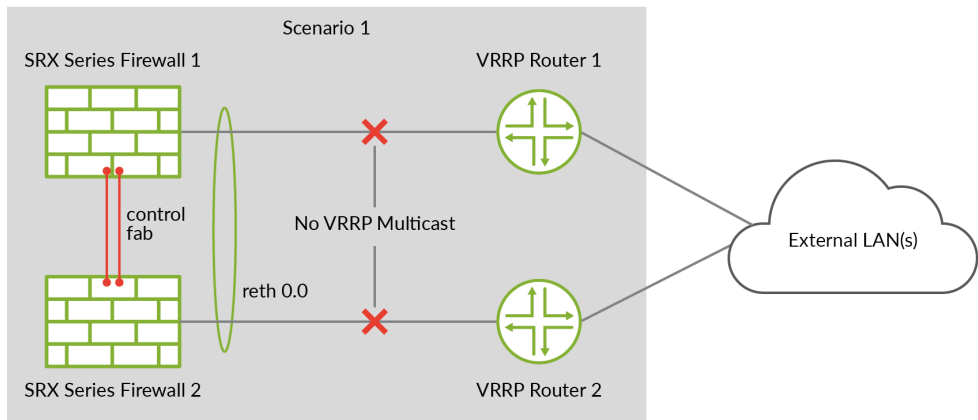 Scenario 1
SRX Series Firewall 1
VRRP Router 1
control
fab
No VRRP Multicast
External LAN(s)
reth 0.0
SRX Series Firewall 2
VRRP Router 2